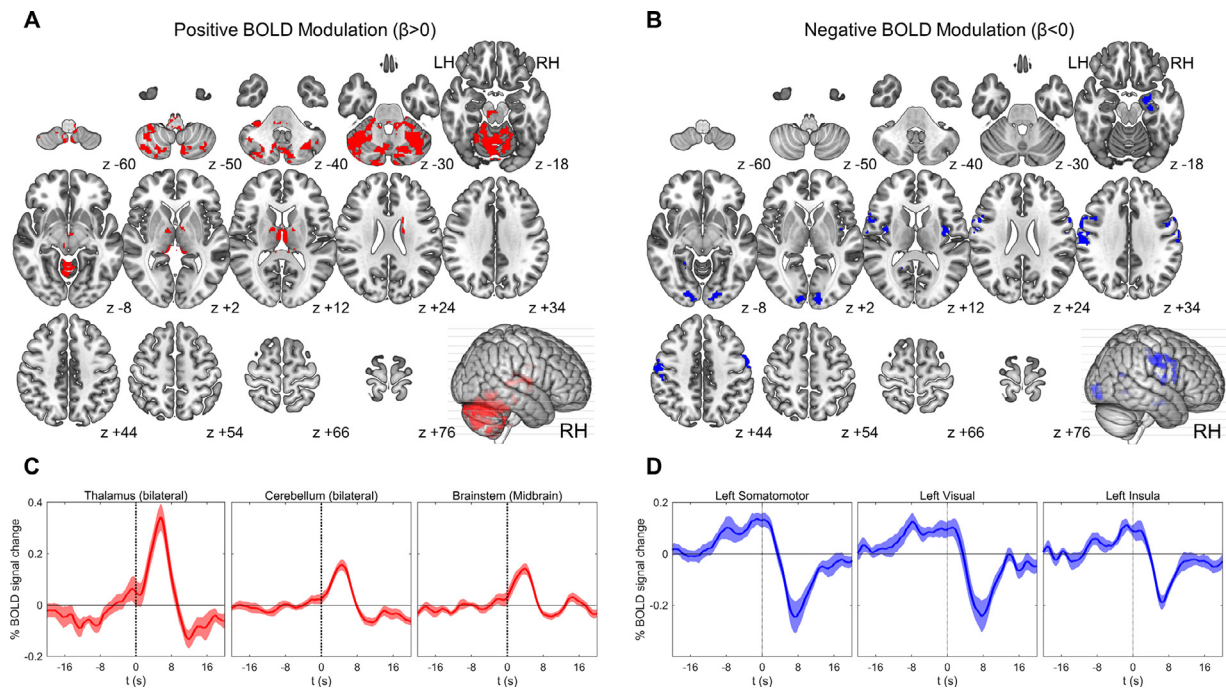 A
Positive BOLD Modulation (β>0)
LH RH
z -60 z -50 z -40 z -30 z -18
z -8 z +2 z +12 z +24 z +34
z +44 z +54 z +66 z +76 RH
B
Negative BOLD Modulation (β<0)
LH RH
z -60 z -50 z -40 z -30 z -18
z -8 z +2 z +12 z +24 z +34
z +44 z +54 z +66 z +76 RH
C
Thalamus (bilateral) Cerebellum (bilateral) Brainstem (Midbrain)
% BOLD signal change
0.4
0.2
0
-0.2
-16 -8 0 8 16 -16 -8 0 8 16 -16 -8 0 8 16
t (s) t (s) t (s)
D
Left Somatomotor Left Visual Left Insula
% BOLD signal change
0.2
0
-0.2
-16 -8 0 8 16 -16 -8 0 8 16 -16 -8 0 8 16
t (s) t (s) t (s)